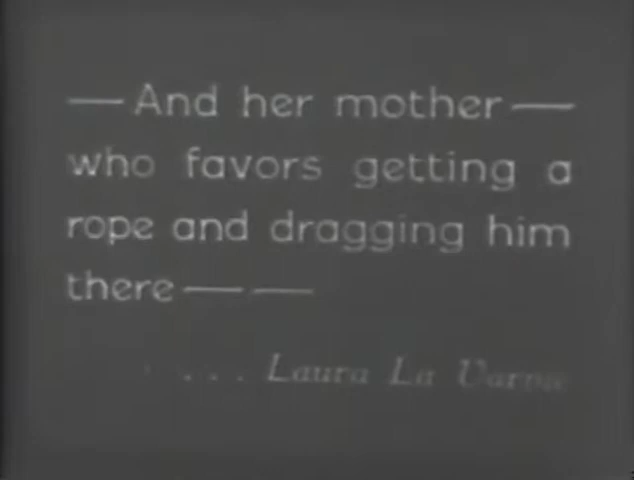 —And her mother—
who favors getting a
rope and dragging him
there— —
. . . . Laura La Varnie